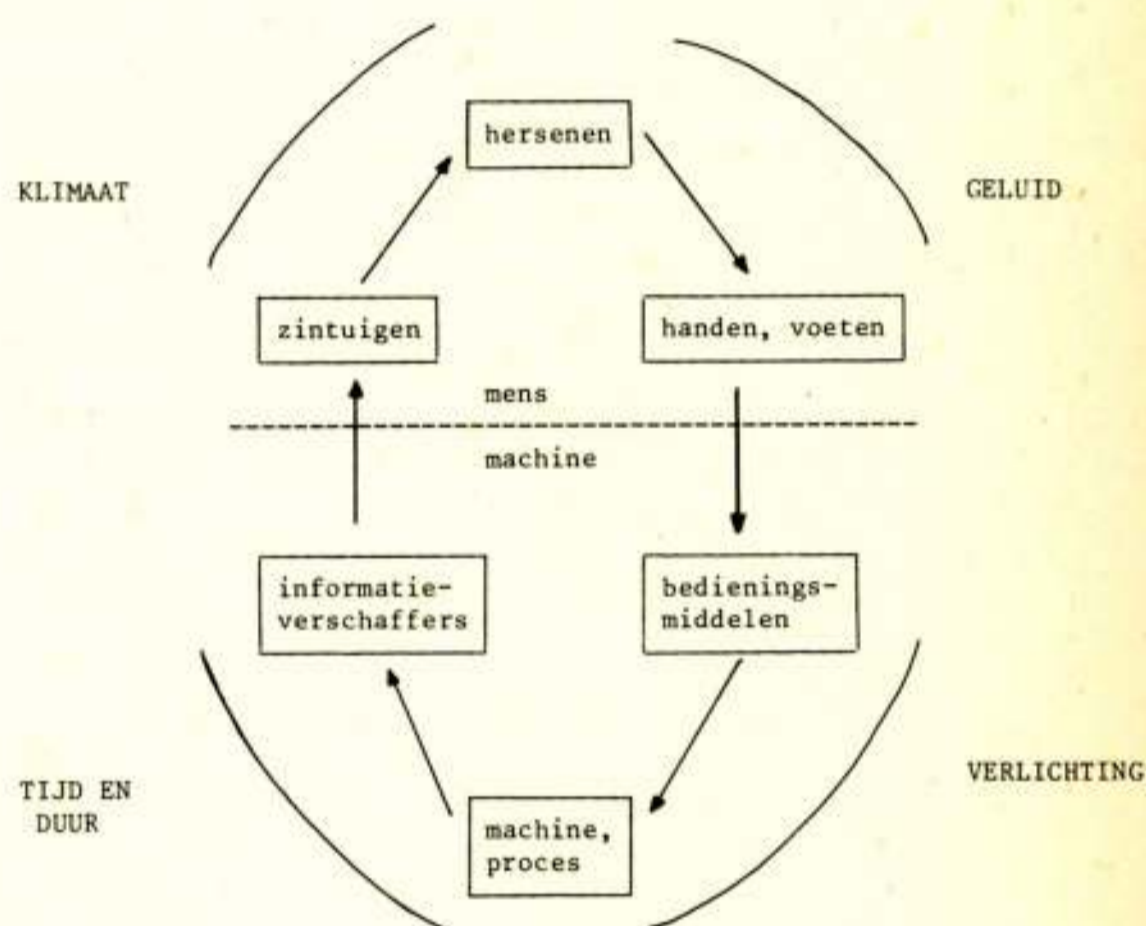 hersenen
KLIMAAT
GELUID
zintuigen
handen, voeten
mens
machine
informatie-
verschaffers
bedienings-
middelen
TIJD EN
DUUR
VERLICHTING
machine,
proces